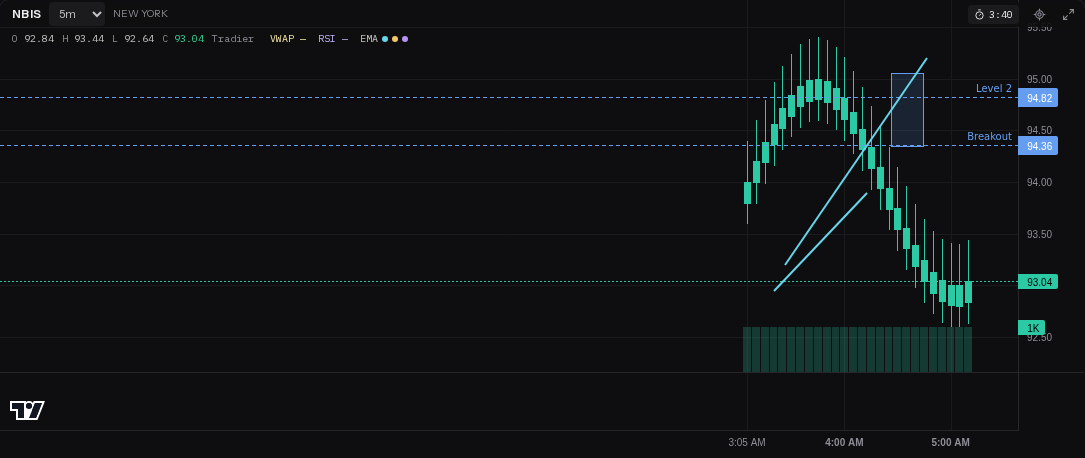 NBIS 5m NEW YORK 3:40
O 92.84 H 93.44 L 92.64 C 93.04 Tradier VWAP — RSI — EMA
95.50
95.00
Level 2
94.82
94.50
Breakout
94.36
94.00
93.50
93.04
1K
92.50
3:05 AM 4:00 AM 5:00 AM